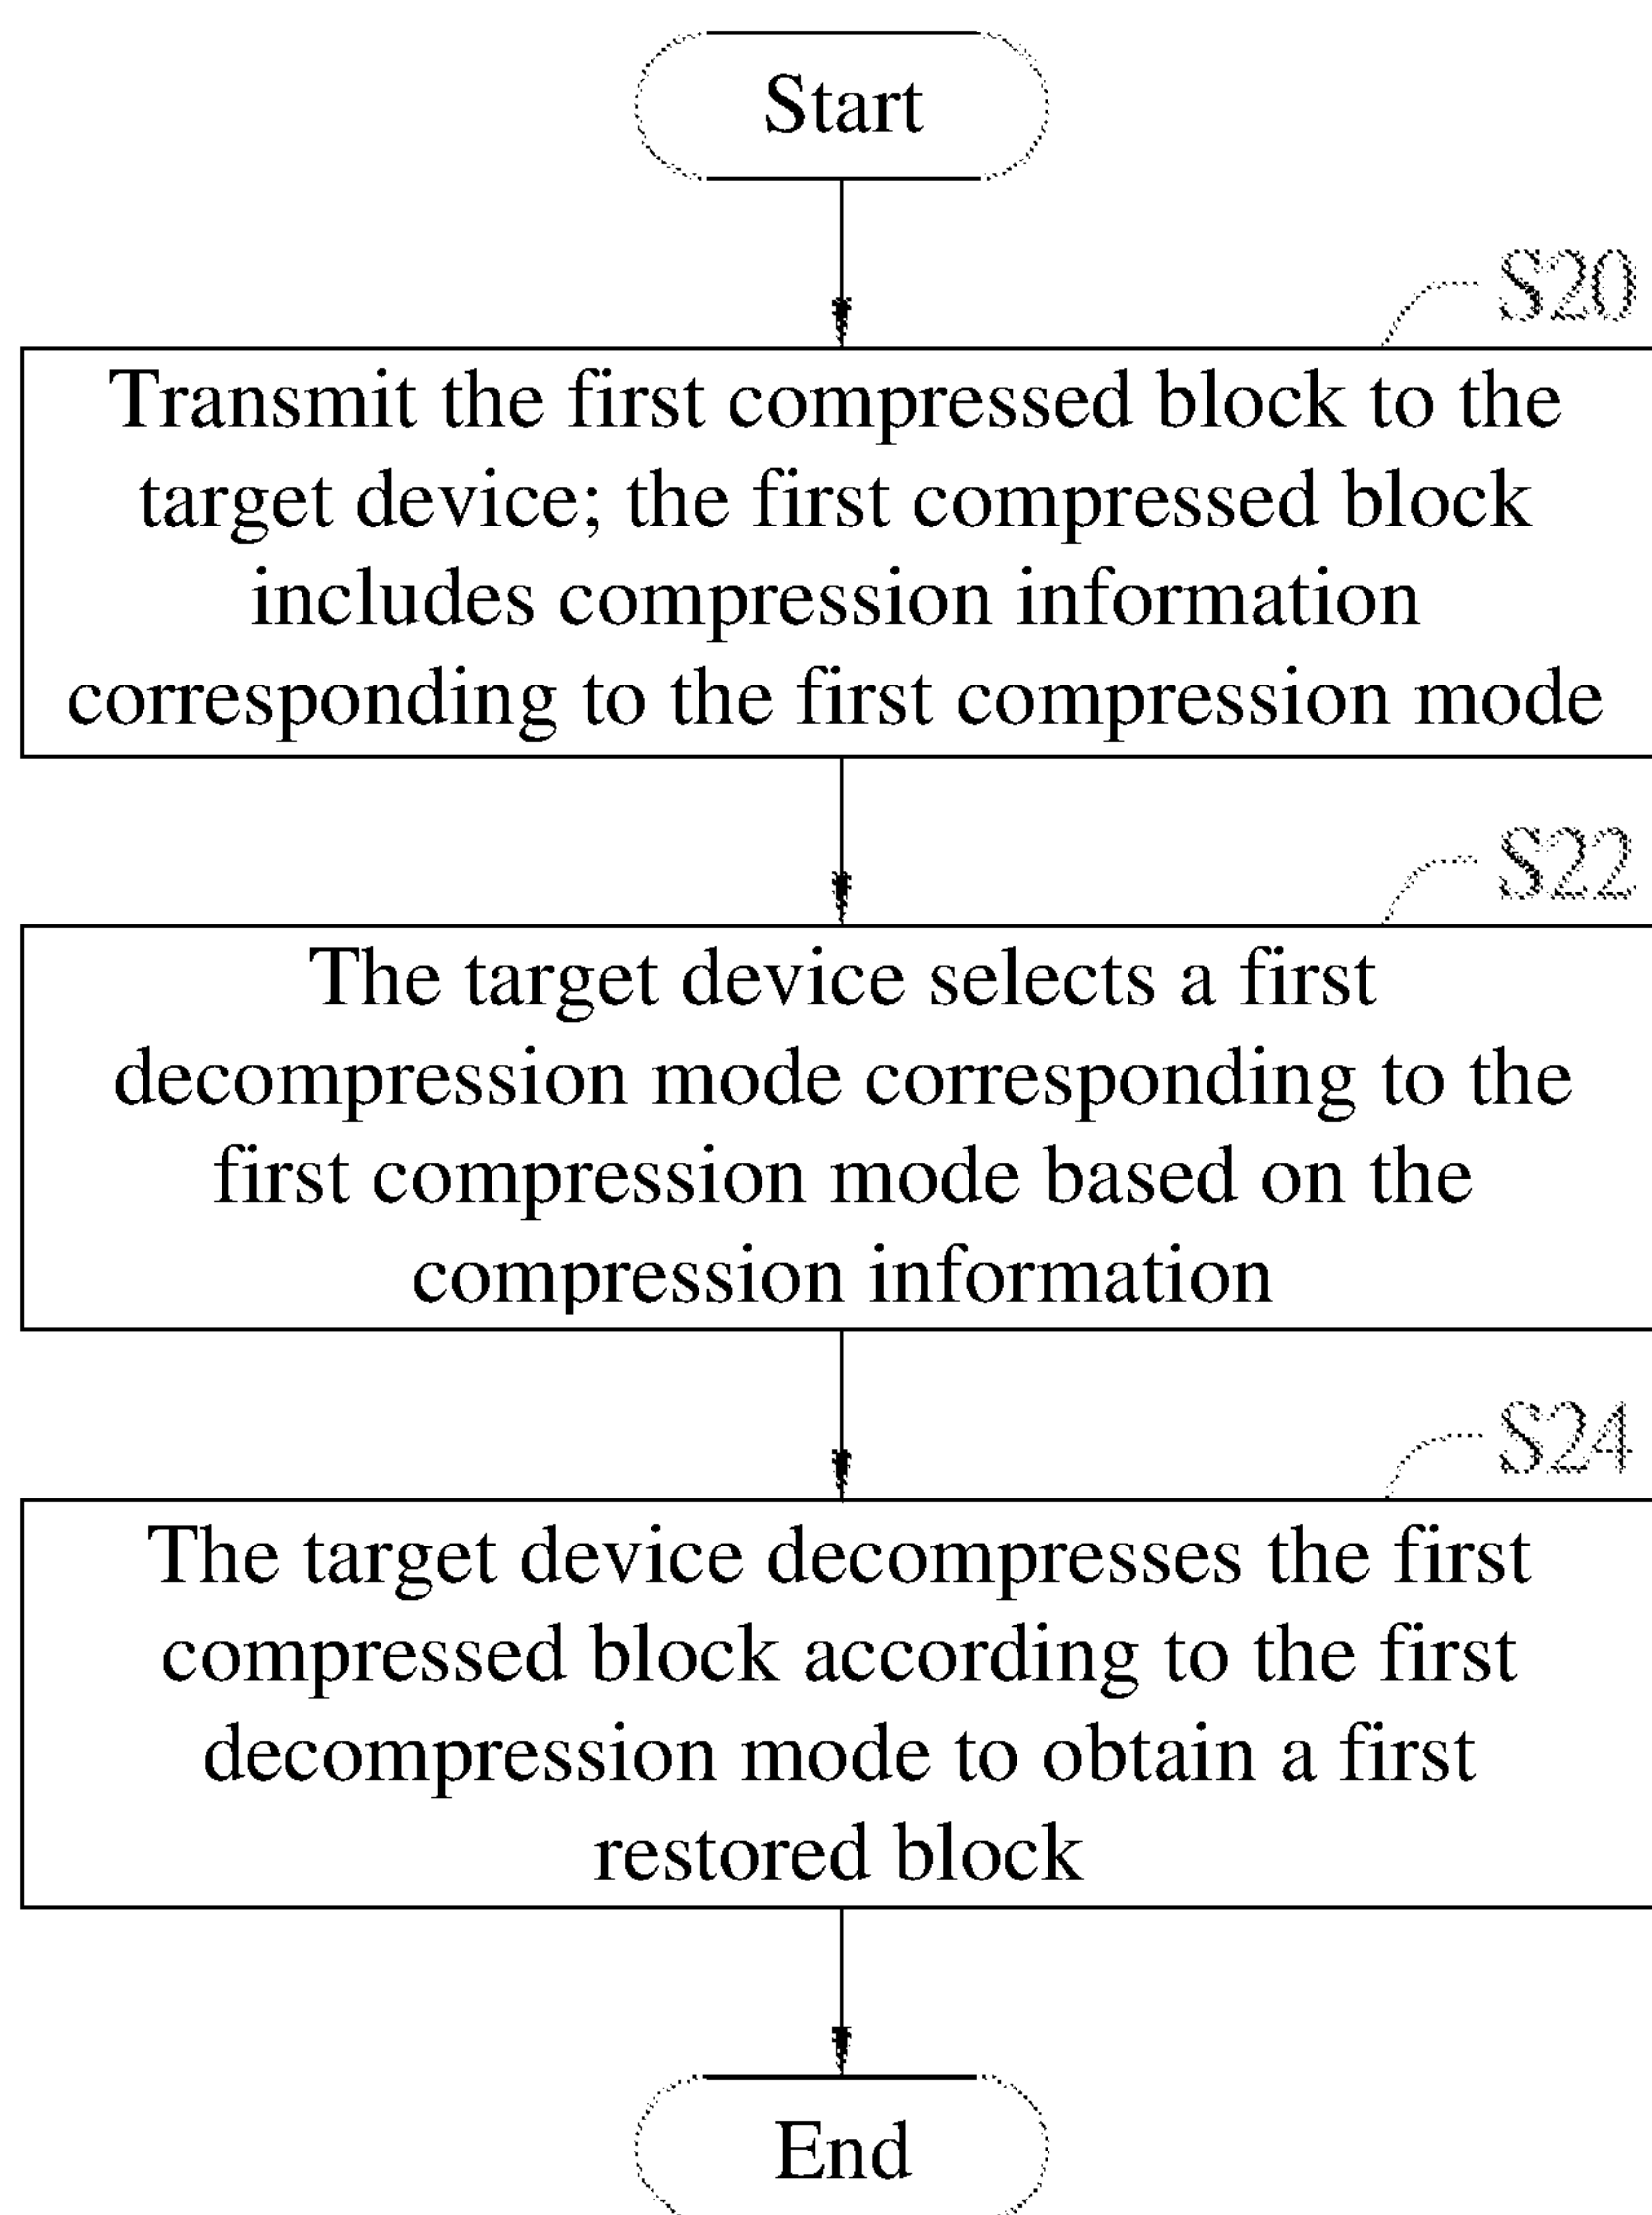 Start
S20
Transmit the first compressed block to the
target device; the first compressed block
includes compression information
corresponding to the first compression mode
S22
The target device selects a first
decompression mode corresponding to the
first compression mode based on the
compression information
S24
The target device decompresses the first
compressed block according to the first
decompression mode to obtain a first
restored block
End